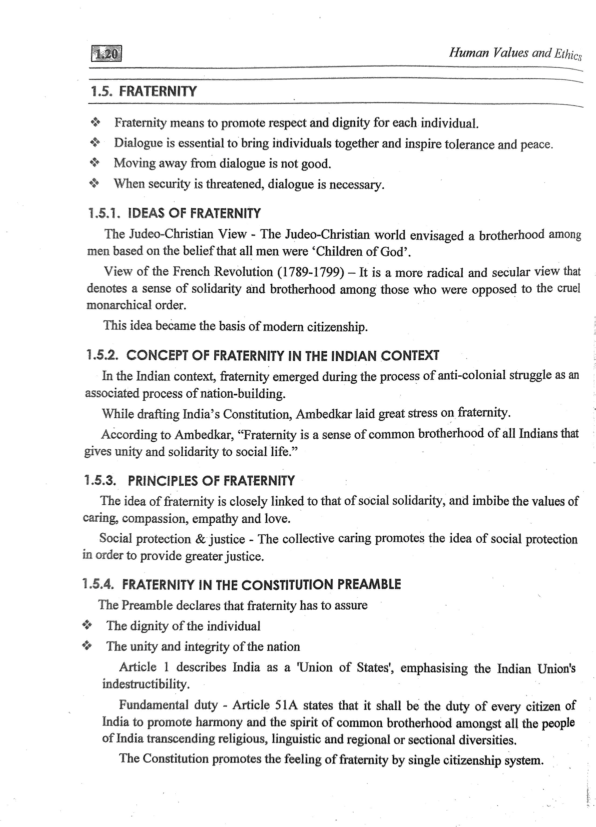 1.20
Human Values and Ethics
1.5. FRATERNITY
❖ Fraternity means to promote respect and dignity for each individual.
❖ Dialogue is essential to bring individuals together and inspire tolerance and peace.
❖ Moving away from dialogue is not good.
❖ When security is threatened, dialogue is necessary.
1.5.1. IDEAS OF FRATERNITY
The Judeo-Christian View - The Judeo-Christian world envisaged a brotherhood among
men based on the belief that all men were ‘Children of God’.
View of the French Revolution (1789-1799) – It is a more radical and secular view that
denotes a sense of solidarity and brotherhood among those who were opposed to the cruel
monarchical order.
This idea became the basis of modern citizenship.
1.5.2. CONCEPT OF FRATERNITY IN THE INDIAN CONTEXT
In the Indian context, fraternity emerged during the process of anti-colonial struggle as an
associated process of nation-building.
While drafting India’s Constitution, Ambedkar laid great stress on fraternity.
According to Ambedkar, “Fraternity is a sense of common brotherhood of all Indians that
gives unity and solidarity to social life.”
1.5.3. PRINCIPLES OF FRATERNITY
The idea of fraternity is closely linked to that of social solidarity, and imbibe the values of
caring, compassion, empathy and love.
Social protection & justice - The collective caring promotes the idea of social protection
in order to provide greater justice.
1.5.4. FRATERNITY IN THE CONSTITUTION PREAMBLE
The Preamble declares that fraternity has to assure
❖ The dignity of the individual
❖ The unity and integrity of the nation
Article 1 describes India as a 'Union of States', emphasising the Indian Union's
indestructibility.
Fundamental duty - Article 51A states that it shall be the duty of every citizen of
India to promote harmony and the spirit of common brotherhood amongst all the people
of India transcending religious, linguistic and regional or sectional diversities.
The Constitution promotes the feeling of fraternity by single citizenship system.